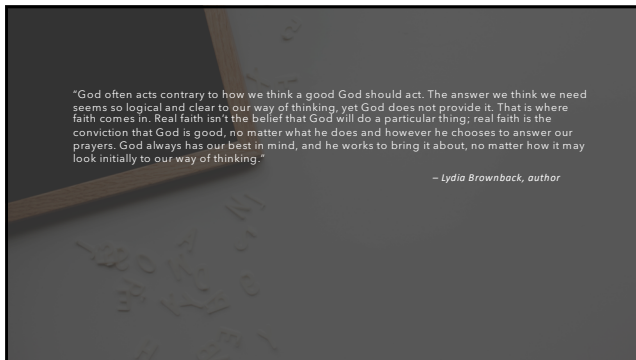 “God often acts contrary to how we think a good God should act. The answer we think we need
seems so logical and clear to our way of thinking, yet God does not provide it. That is where
faith comes in. Real faith isn’t the belief that God will do a particular thing; real faith is the
conviction that God is good, no matter what he does and however he chooses to answer our
prayers. God always has our best in mind, and he works to bring it about, no matter how it may
look initially to our way of thinking.”
– Lydia Brownback, author